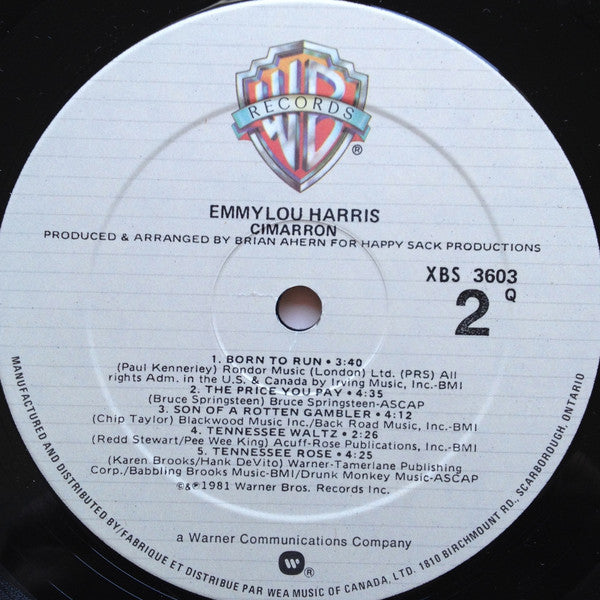 WB
RECORDS
®
EMMYLOU HARRIS
CIMARRON
PRODUCED & ARRANGED BY BRIAN AHERN FOR HAPPY SACK PRODUCTIONS
XBS 3603
2 Q
1. BORN TO RUN • 3:40
(Paul Kennerley) Rondor Music (London) Ltd. (PRS) All
rights Adm. in the U.S. & Canada by Irving Music, Inc.-BMI
2. THE PRICE YOU PAY • 4:35
(Bruce Springsteen) Bruce Springsteen-ASCAP
3. SON OF A ROTTEN GAMBLER • 4:12
(Chip Taylor) Blackwood Music Inc./Back Road Music, Inc.-BMI
4. TENNESSEE WALTZ • 2:26
(Redd Stewart/Pee Wee King) Acuff-Rose Publications, Inc.-BMI
5. TENNESSEE ROSE • 4:25
(Karen Brooks/Hank DeVito) Warner-Tamerlane Publishing
Corp./Babbling Brooks Music-BMI/Drunk Monkey Music-ASCAP
©&℗1981 Warner Bros. Records Inc.
a Warner Communications Company
®
MANUFACTURED AND DISTRIBUTED BY/FABRIQUE ET DISTRIBUE PAR WEA MUSIC OF CANADA, LTD. 1810 BIRCHMOUNT RD., SCARBOROUGH, ONTARIO